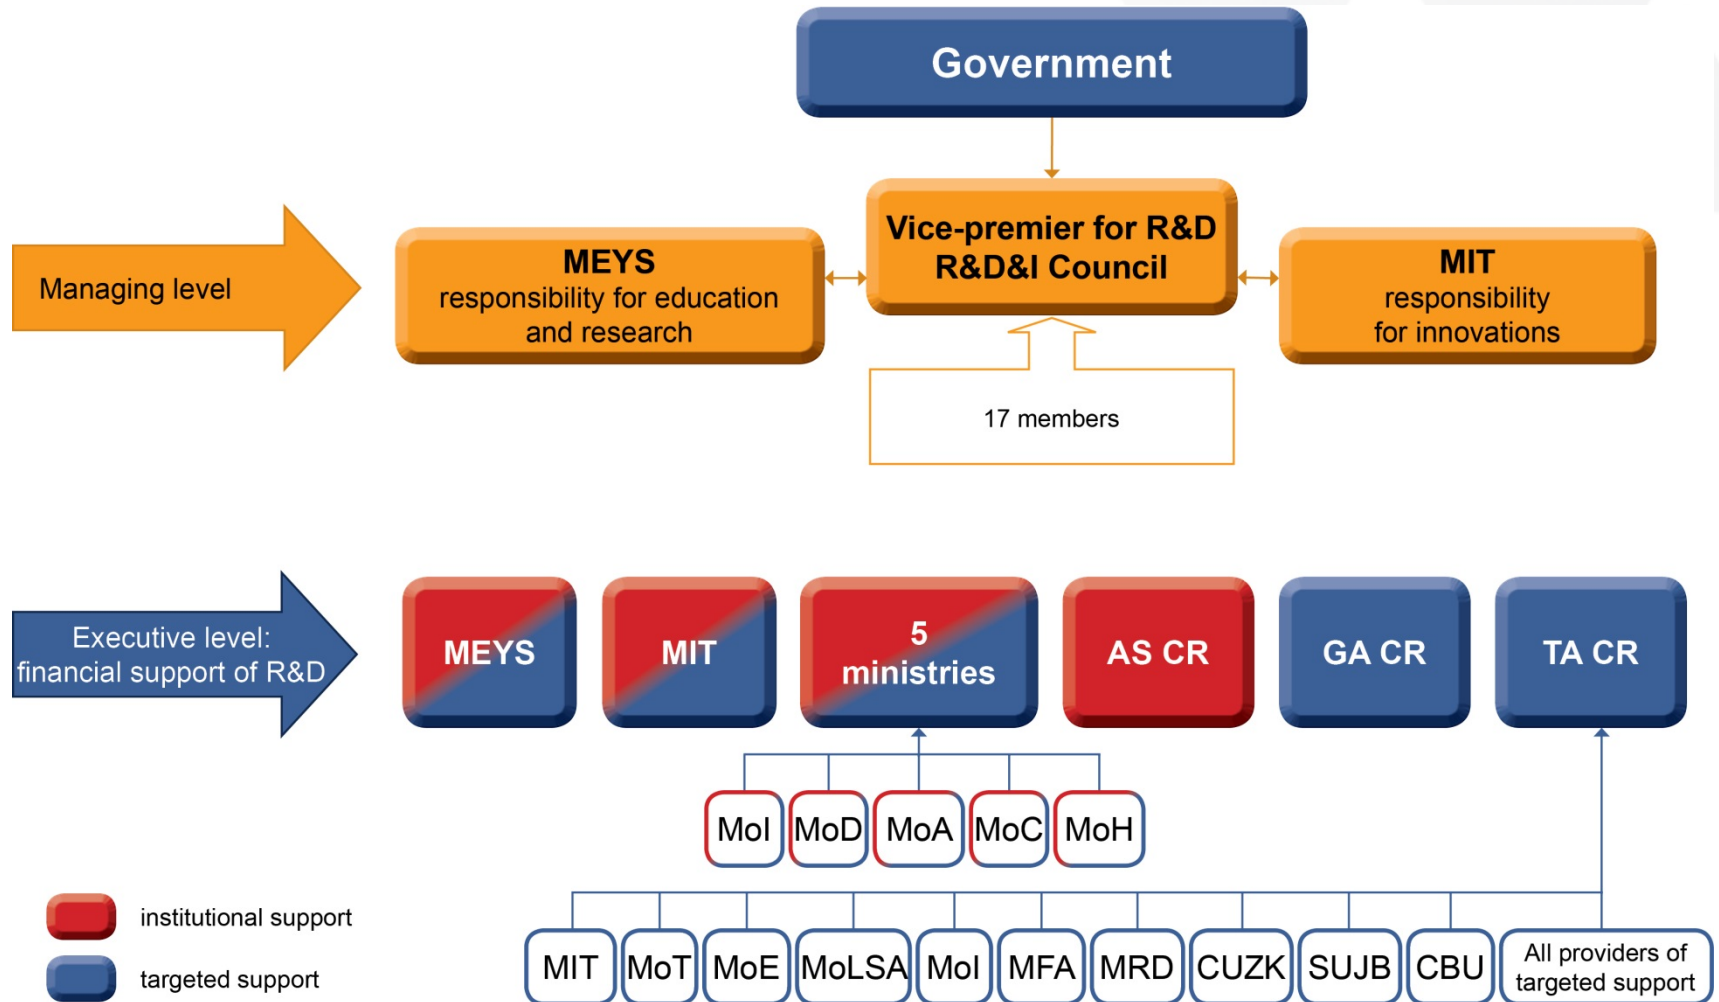 Government
Managing level
MEYS
responsibility for education
and research
Vice-premier for R&D
R&D&I Council
MIT
responsibility
for innovations
17 members
Executive level:
financial support of R&D
MEYS
MIT
5
ministries
AS CR
GA CR
TA CR
MoI
MoD
MoA
MoC
MoH
institutional support
targeted support
MIT
MoT
MoE
MoLSA
MoI
MFA
MRD
CUZK
SUJB
CBU
All providers of
targeted support